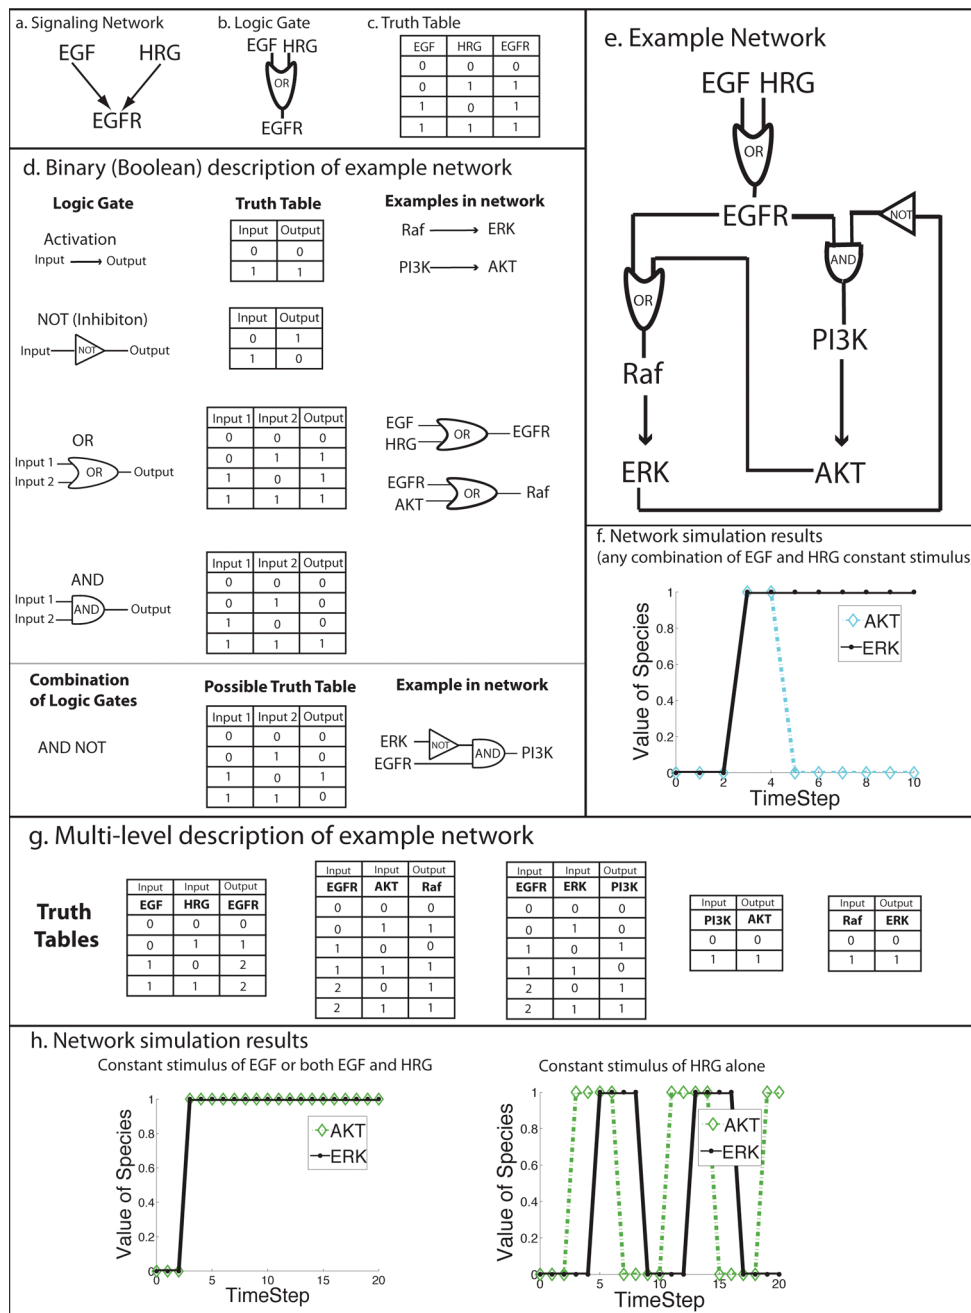 a. Signaling Network
EGF HRG
EGFR
b. Logic Gate
EGF HRG
OR
EGFR
c. Truth Table
EGF HRG EGFR
0 0 0
0 1 1
1 0 1
1 1 1
d. Binary (Boolean) description of example network
Logic Gate Truth Table Examples in network
Activation
Input Output
Input Output
0 0
1 1
Raf ERK
PI3K AKT
NOT (Inhibiton)
Input NOT Output
Input Output
0 1
1 0
OR
Input 1
Input 2
OR Output
Input 1 Input 2 Output
0 0 0
0 1 1
1 0 1
1 1 1
EGF
HRG
OR EGFR
EGFR
AKT
OR Raf
AND
Input 1
Input 2
AND Output
Input 1 Input 2 Output
0 0 0
0 1 0
1 0 0
1 1 1
Combination
of Logic Gates
Possible Truth Table
Example in network
AND NOT
Input 1 Input 2 Output
0 0 0
0 1 0
1 0 1
1 1 0
ERK
EGFR
NOT
AND PI3K
e. Example Network
EGF HRG
OR
EGFR
NOT
AND
OR
PI3K
Raf
ERK AKT
f. Network simulation results
(any combination of EGF and HRG constant stimulus
Value of Species
1
0.8
0.6
0.4
0.2
0
AKT
ERK
0 2 4 6 8 10
TimeStep
g. Multi-level description of example network
Truth
Tables
Input Input Output
EGF HRG EGFR
0 0 0
0 1 1
1 0 2
1 1 2
Input Input Output
EGFR AKT Raf
0 0 0
0 1 1
1 0 0
1 1 1
2 0 1
2 1 1
Input Input Output
EGFR ERK PI3K
0 0 0
0 1 0
1 0 1
1 1 0
2 0 1
2 1 1
Input Output
PI3K AKT
0 0
1 1
Input Output
Raf ERK
0 0
1 1
h. Network simulation results
Constant stimulus of EGF or both EGF and HRG
Value of Species
1
0.8
0.6
0.4
0.2
0
AKT
ERK
0 5 10 15 20
TimeStep
Constant stimulus of HRG alone
Value of Species
1
0.8
0.6
0.4
0.2
0
AKT
ERK
0 5 10 15 20
TimeStep